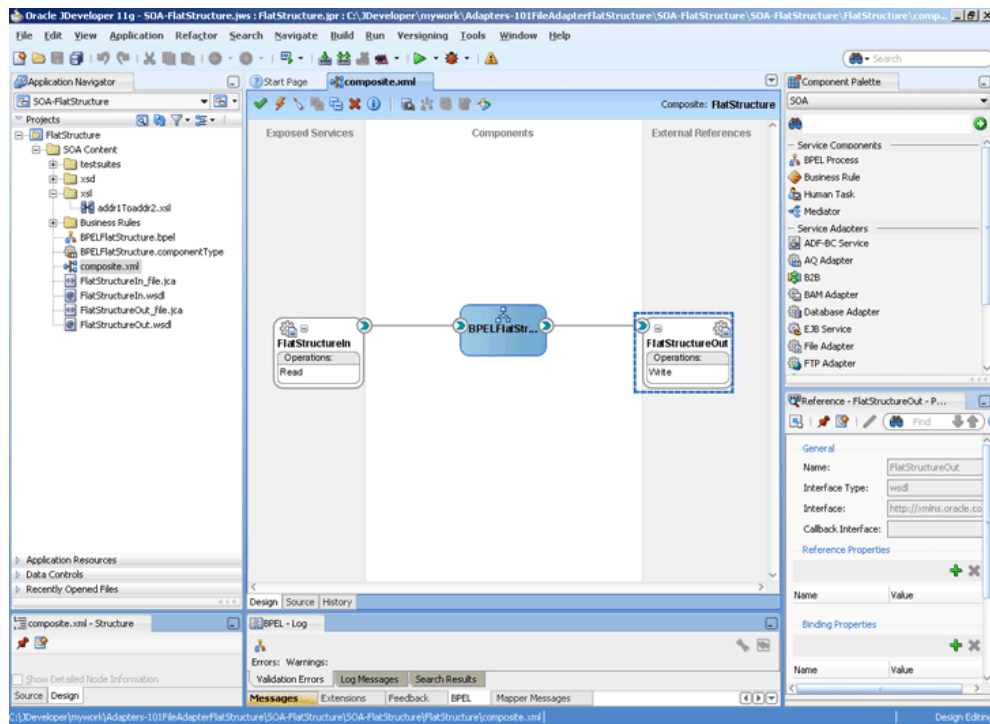 Oracle JDeveloper 11g - SOA-FlatStructure.jws : FlatStructure.jpr : C:\JDeveloper\mywork\Adapters-101FileAdapterFlatStructure\SOA-FlatStructure\SOA-FlatStructure\FlatStructure\comp...
File Edit View Application Refactor Search Navigate Build Run Versioning Tools Window Help
Search
Application Navigator
SOA-FlatStructure
Projects
FlatStructure
SOA Content
testsuites
xsd
xsl
addr1Toaddr2.xsl
Business Rules
BPELFlatStructure.bpel
BPELFlatStructure.componentType
composite.xml
FlatStructureIn_file.jca
FlatStructureIn.wsdl
FlatStructureOut_file.jca
FlatStructureOut.wsdl
Application Resources
Data Controls
Recently Opened Files
composite.xml - Structure
Show Detailed Node Information
Source Design
Start Page composite.xml
Composite: FlatStructure
Exposed Services Components External References
FlatStructureIn
Operations:
Read
BPELFlatStr...
FlatStructureOut
Operations:
Write
Design Source History
BPEL - Log
Errors: Warnings:
Validation Errors Log Messages Search Results
Messages Extensions Feedback BPEL Mapper Messages
Component Palette
SOA
Service Components
BPEL Process
Business Rule
Human Task
Mediator
Service Adapters
ADF-BC Service
AQ Adapter
B2B
BAM Adapter
Database Adapter
EJB Service
File Adapter
FTP Adapter
Reference - FlatStructureOut - P...
Find
General
Name: FlatStructureOut
Interface Type: wsdl
Interface: http://xmlns.oracle.co
Callback Interface:
Reference Properties
Name Value
Binding Properties
Name Value
C:\JDeveloper\mywork\Adapters-101FileAdapterFlatStructure\SOA-FlatStructure\SOA-FlatStructure\FlatStructure\composite.xml Design Editin